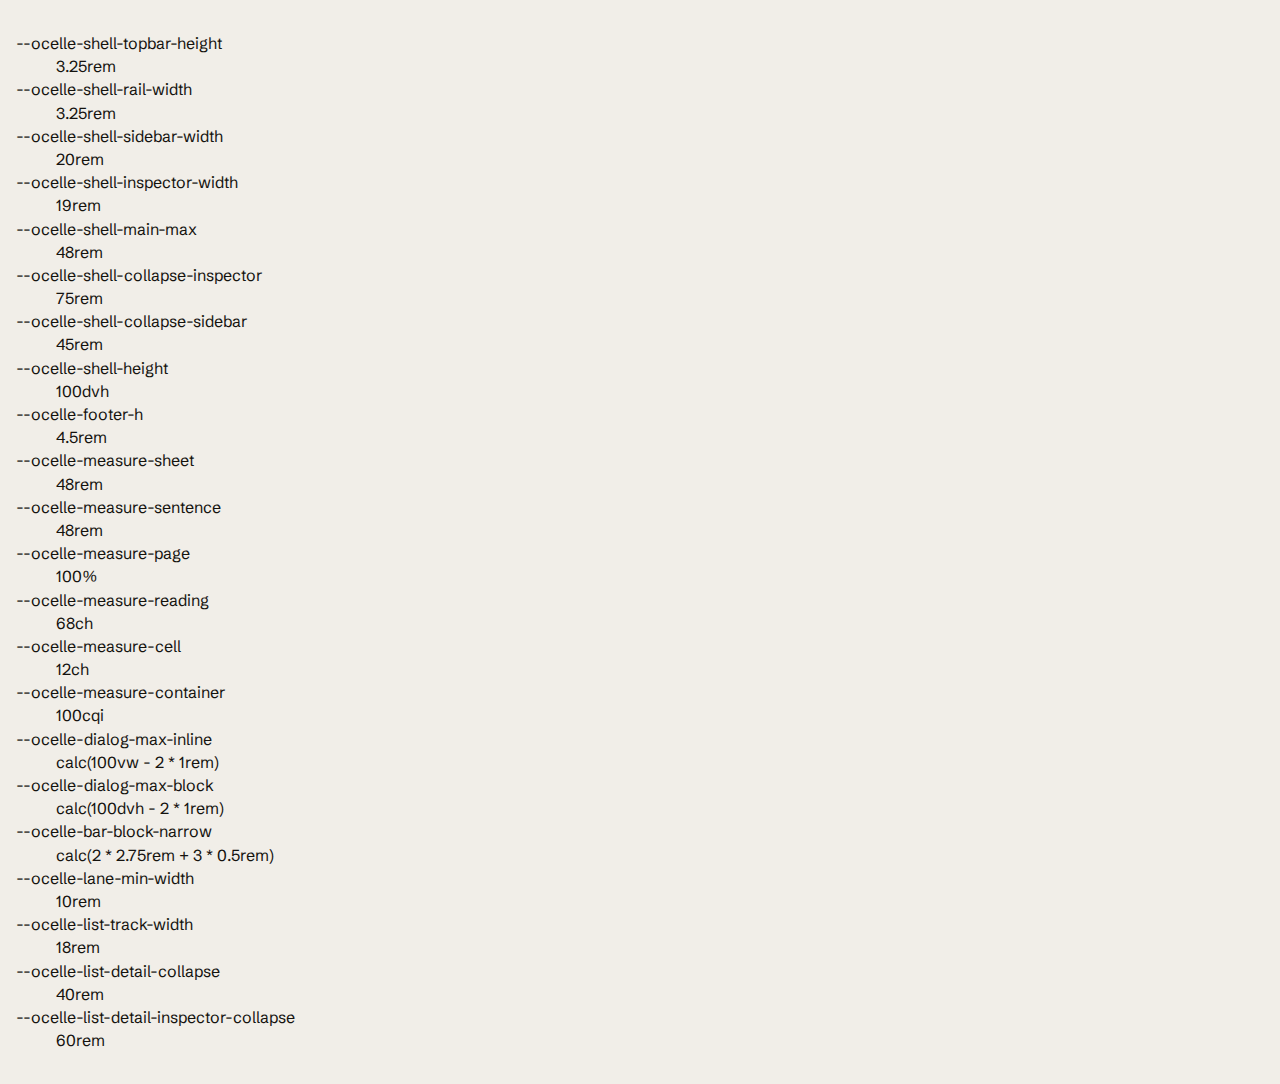 --ocelle-shell-topbar-height
3.25rem
--ocelle-shell-rail-width
3.25rem
--ocelle-shell-sidebar-width
20rem
--ocelle-shell-inspector-width
19rem
--ocelle-shell-main-max
48rem
--ocelle-shell-collapse-inspector
75rem
--ocelle-shell-collapse-sidebar
45rem
--ocelle-shell-height
100dvh
--ocelle-footer-h
4.5rem
--ocelle-measure-sheet
48rem
--ocelle-measure-sentence
48rem
--ocelle-measure-page
100%
--ocelle-measure-reading
68ch
--ocelle-measure-cell
12ch
--ocelle-measure-container
100cqi
--ocelle-dialog-max-inline
calc(100vw - 2 * 1rem)
--ocelle-dialog-max-block
calc(100dvh - 2 * 1rem)
--ocelle-bar-block-narrow
calc(2 * 2.75rem + 3 * 0.5rem)
--ocelle-lane-min-width
10rem
--ocelle-list-track-width
18rem
--ocelle-list-detail-collapse
40rem
--ocelle-list-detail-inspector-collapse
60rem